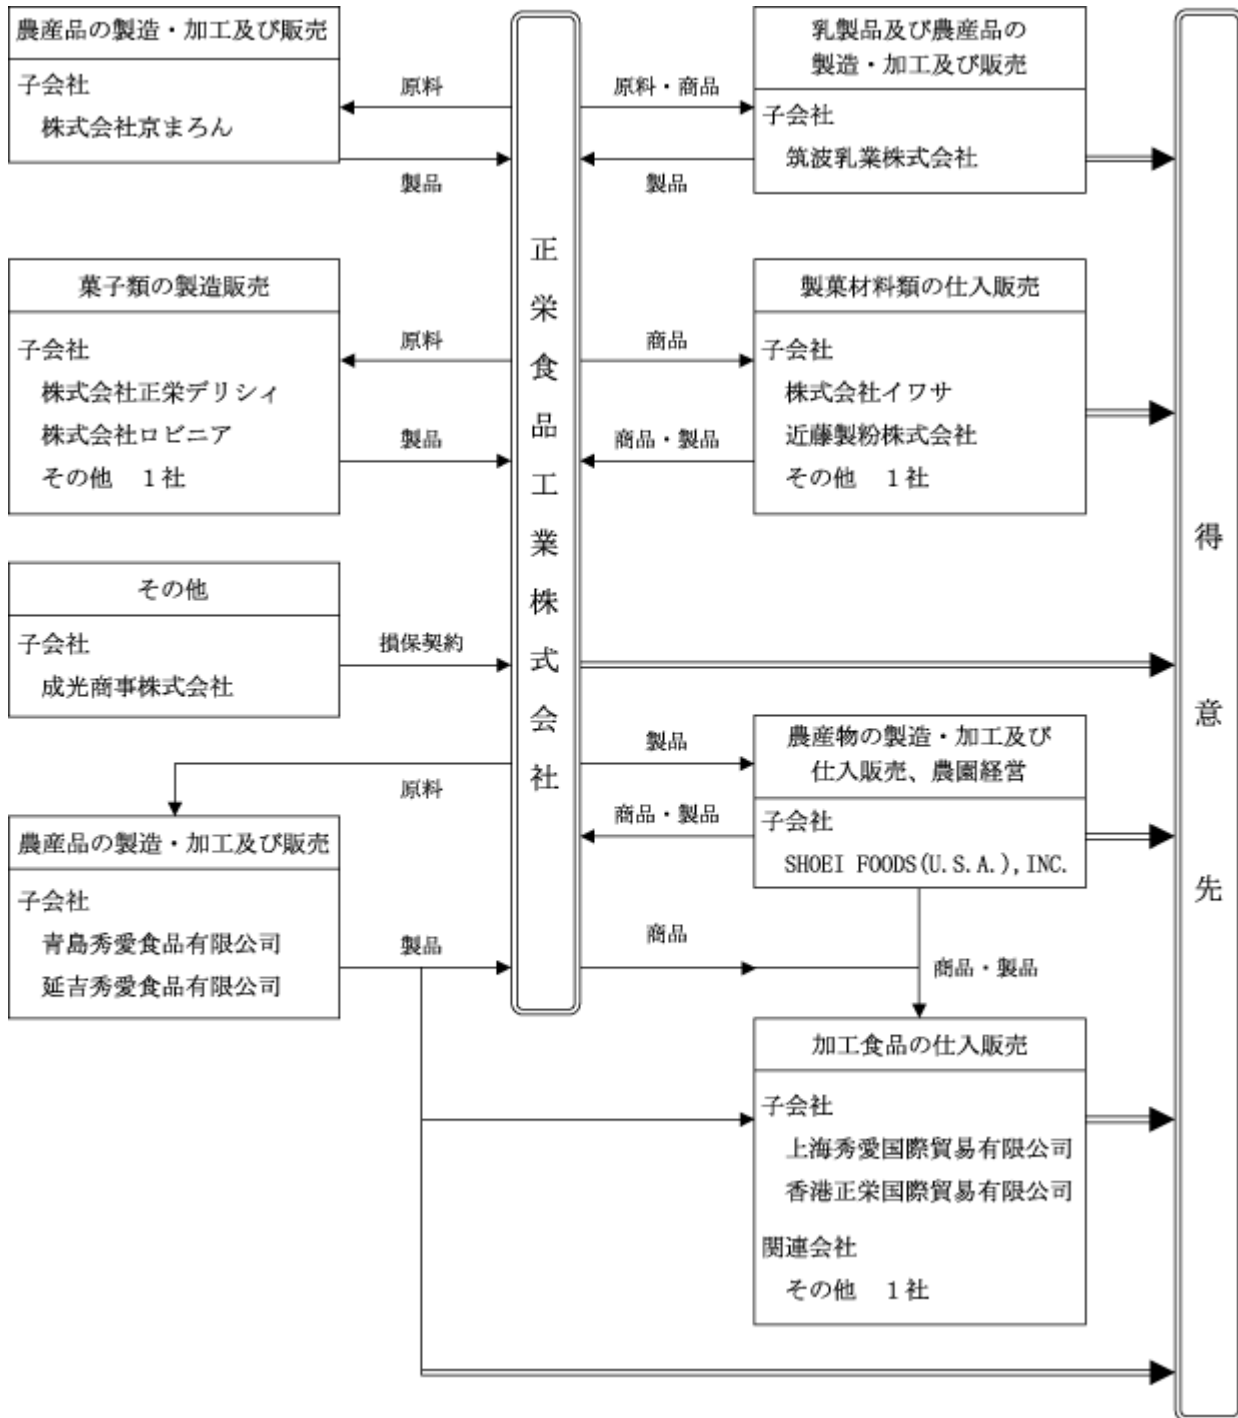 農産品の製造・加工及び販売
子会社
株式会社京まろん
原料
製品
正栄食品工業株式会社
原料・商品
製品
乳製品及び農産品の
製造・加工及び販売
子会社
筑波乳業株式会社
菓子類の製造販売
子会社
株式会社正栄デリシィ
株式会社ロビニア
その他　１社
原料
製品
商品
商品・製品
製菓材料類の仕入販売
子会社
株式会社イワサ
近藤製粉株式会社
その他　１社
得意先
その他
子会社
成光商事株式会社
損保契約
原料
製品
商品・製品
農産物の製造・加工及び
仕入販売、農園経営
子会社
SHOEI FOODS(U.S.A.),INC.
農産品の製造・加工及び販売
子会社
青島秀愛食品有限公司
延吉秀愛食品有限公司
製品
商品
商品・製品
加工食品の仕入販売
子会社
上海秀愛国際貿易有限公司
香港正栄国際貿易有限公司
関連会社
その他　１社